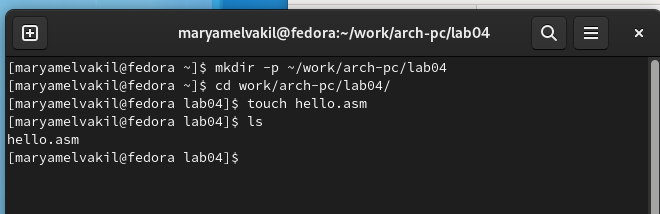 maryamelvakil@fedora:~/work/arch-pc/lab04
[maryamelvakil@fedora ~]$ mkdir -p ~/work/arch-pc/lab04
[maryamelvakil@fedora ~]$ cd work/arch-pc/lab04/
[maryamelvakil@fedora lab04]$ touch hello.asm
[maryamelvakil@fedora lab04]$ ls
hello.asm
[maryamelvakil@fedora lab04]$